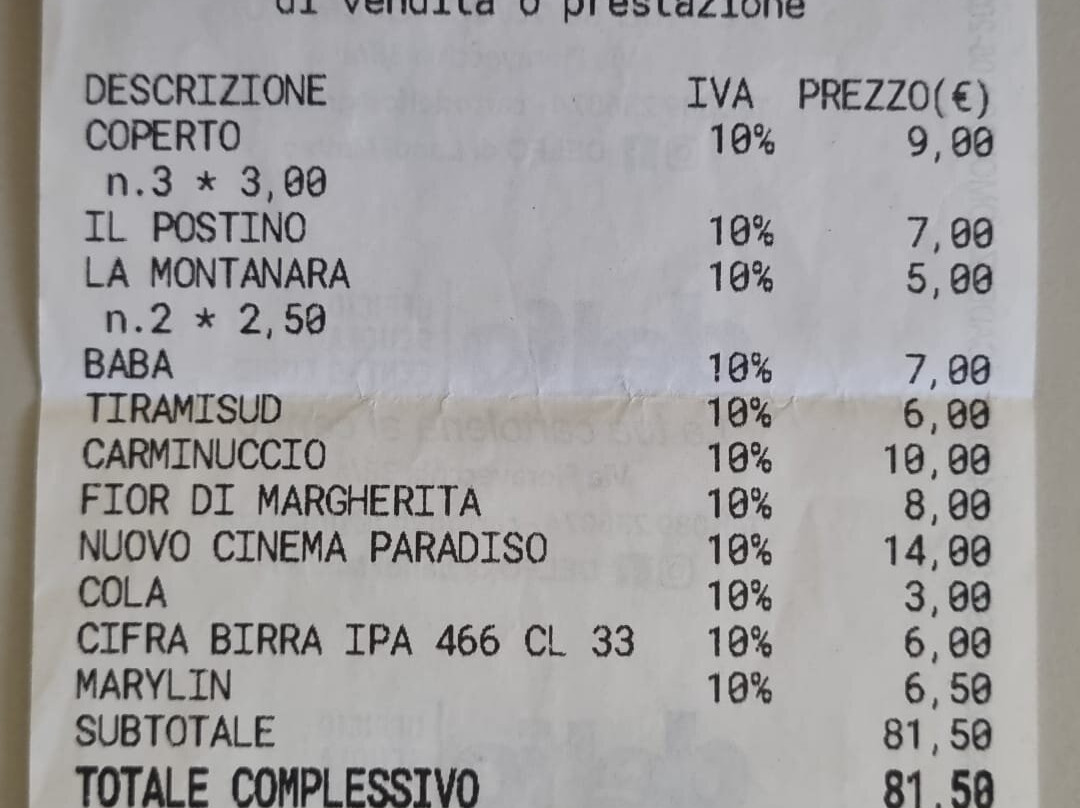 di vendita o prestazione
DESCRIZIONE IVA PREZZO(€)
COPERTO 10% 9,00
n.3 * 3,00
IL POSTINO 10% 7,00
LA MONTANARA 10% 5,00
n.2 * 2,50
BABA 10% 7,00
TIRAMISUD 10% 6,00
CARMINUCCIO 10% 10,00
FIOR DI MARGHERITA 10% 8,00
NUOVO CINEMA PARADISO 10% 14,00
COLA 10% 3,00
CIFRA BIRRA IPA 466 CL 33 10% 6,00
MARYLIN 10% 6,50
SUBTOTALE 81,50
TOTALE COMPLESSIVO 81,50